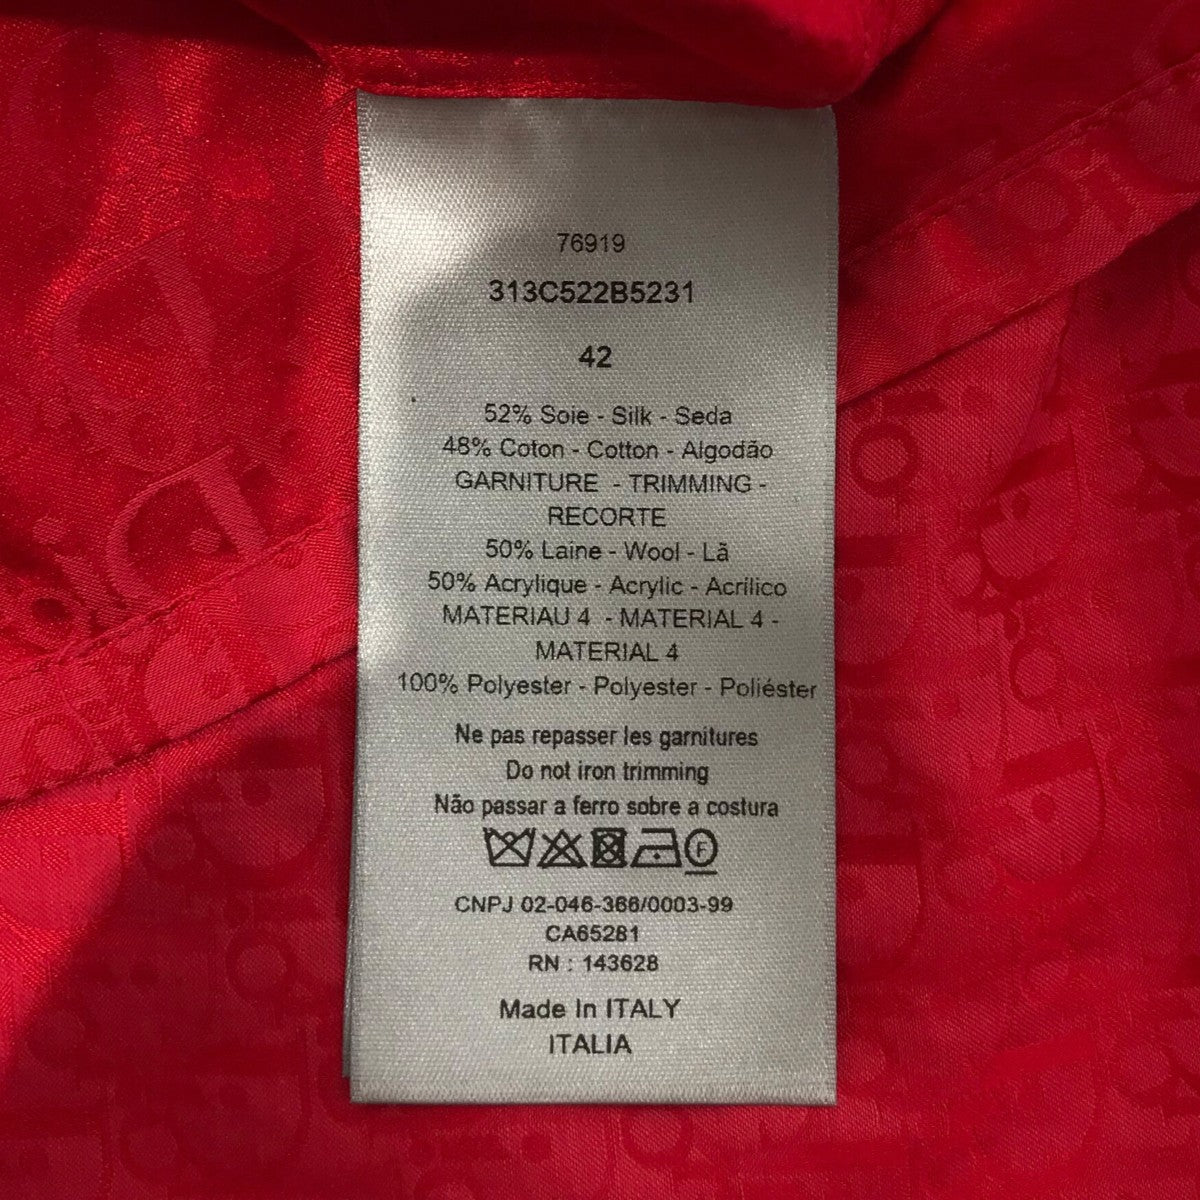 76919
313C522B5231
42
52% Soie - Silk - Seda
48% Coton - Cotton - Algodão
GARNITURE - TRIMMING -
RECORTE
50% Laine - Wool - Lã
50% Acrylique - Acrylic - Acrílico
MATERIAU 4 - MATERIAL 4 -
MATERIAL 4
100% Polyester - Polyester - Poliéster
Ne pas repasser les garnitures
Do not iron trimming
Não passar a ferro sobre a costura
F
CNPJ 02-046-366/0003-99
CA65281
RN : 143628
Made In ITALY
ITALIA